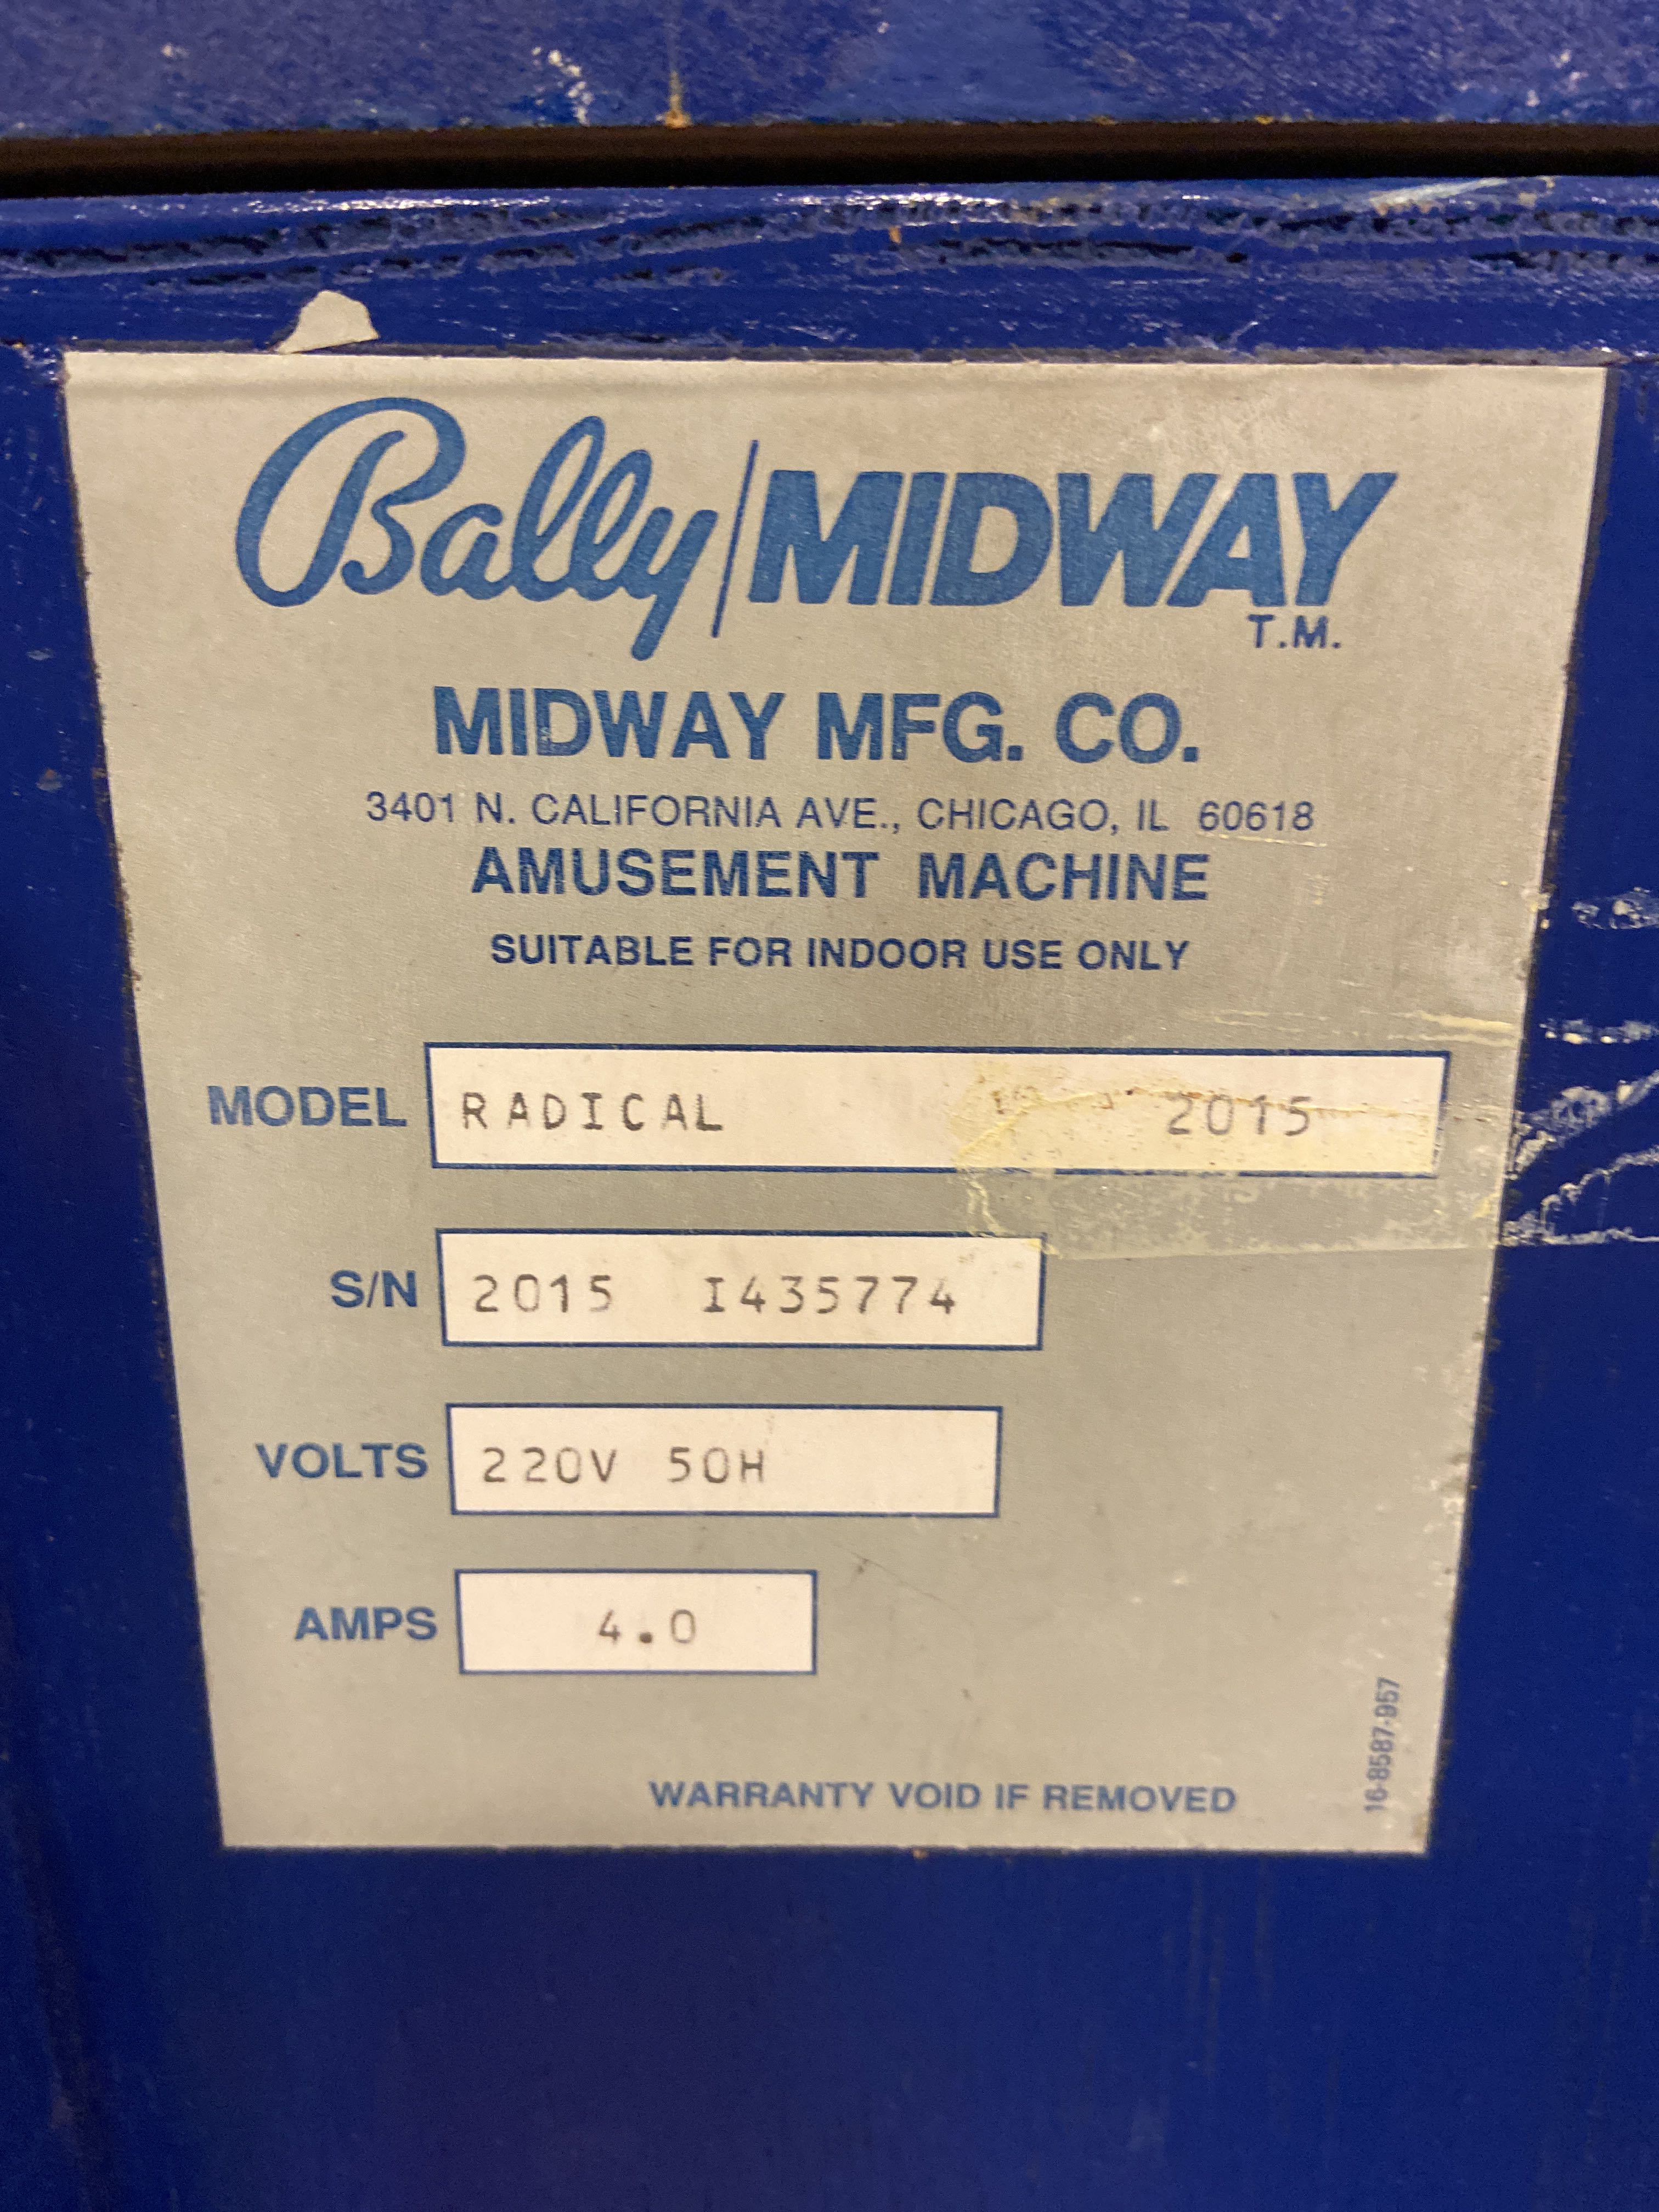 Bally/MIDWAY
T.M.
MIDWAY MFG. CO.
3401 N. CALIFORNIA AVE., CHICAGO, IL 60618
AMUSEMENT MACHINE
SUITABLE FOR INDOOR USE ONLY
MODEL RADICAL 2015
S/N 2015 I435774
VOLTS 220V 50H
AMPS 4.0
WARRANTY VOID IF REMOVED
16-8587-957